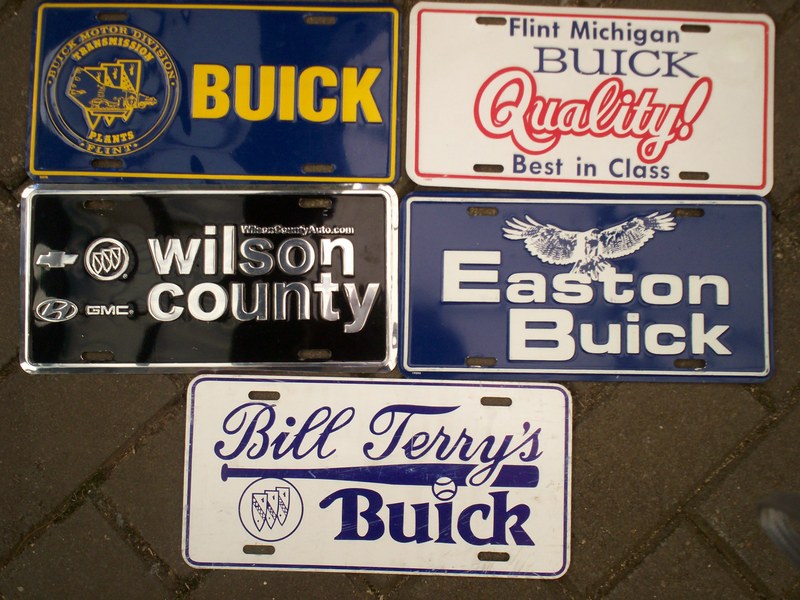 BUICK MOTOR DIVISION
TRANSMISSION
PLANTS
FLINT
BUICK
Flint Michigan
BUICK
Quality!
Best in Class
WilsonCountyAuto.com
wilson
county
GMC
Easton
Buick
Bill Terry's
Buick